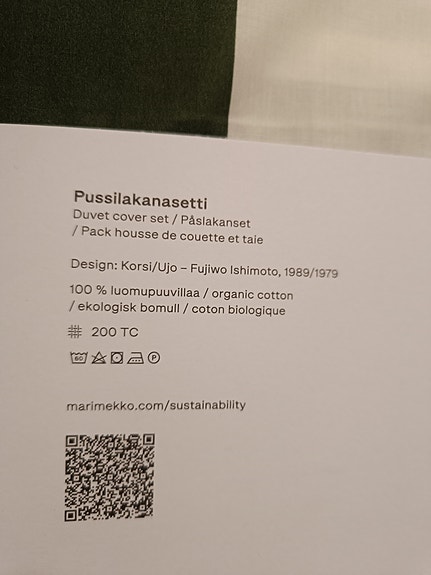 Pussilakanasetti
Duvet cover set / Påslakanset
/ Pack housse de couette et taie
Design: Korsi/Ujo – Fujiwo Ishimoto, 1989/1979
100 % luomupuuvillaa / organic cotton
/ ekologisk bomull / coton biologique
200 TC
60 P
marimekko.com/sustainability